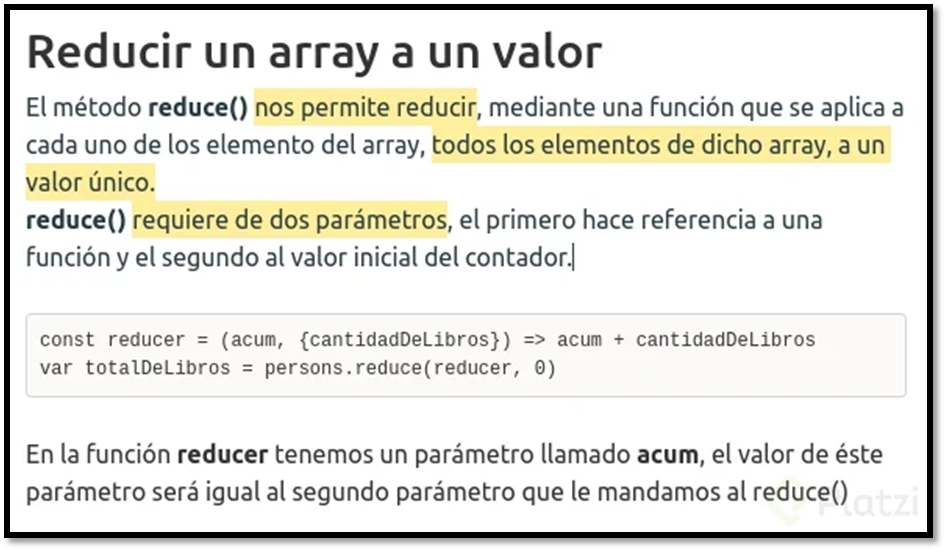 Reducir un array a un valor
El método reduce() nos permite reducir, mediante una función que se aplica a
cada uno de los elemento del array, todos los elementos de dicho array, a un
valor único.
reduce() requiere de dos parámetros, el primero hace referencia a una
función y el segundo al valor inicial del contador.
const reducer = (acum, {cantidadDeLibros}) => acum + cantidadDeLibros
var totalDeLibros = persons.reduce(reducer, 0)
En la función reducer tenemos un parámetro llamado acum, el valor de éste
parámetro será igual al segundo parámetro que le mandamos al reduce()
Platzi